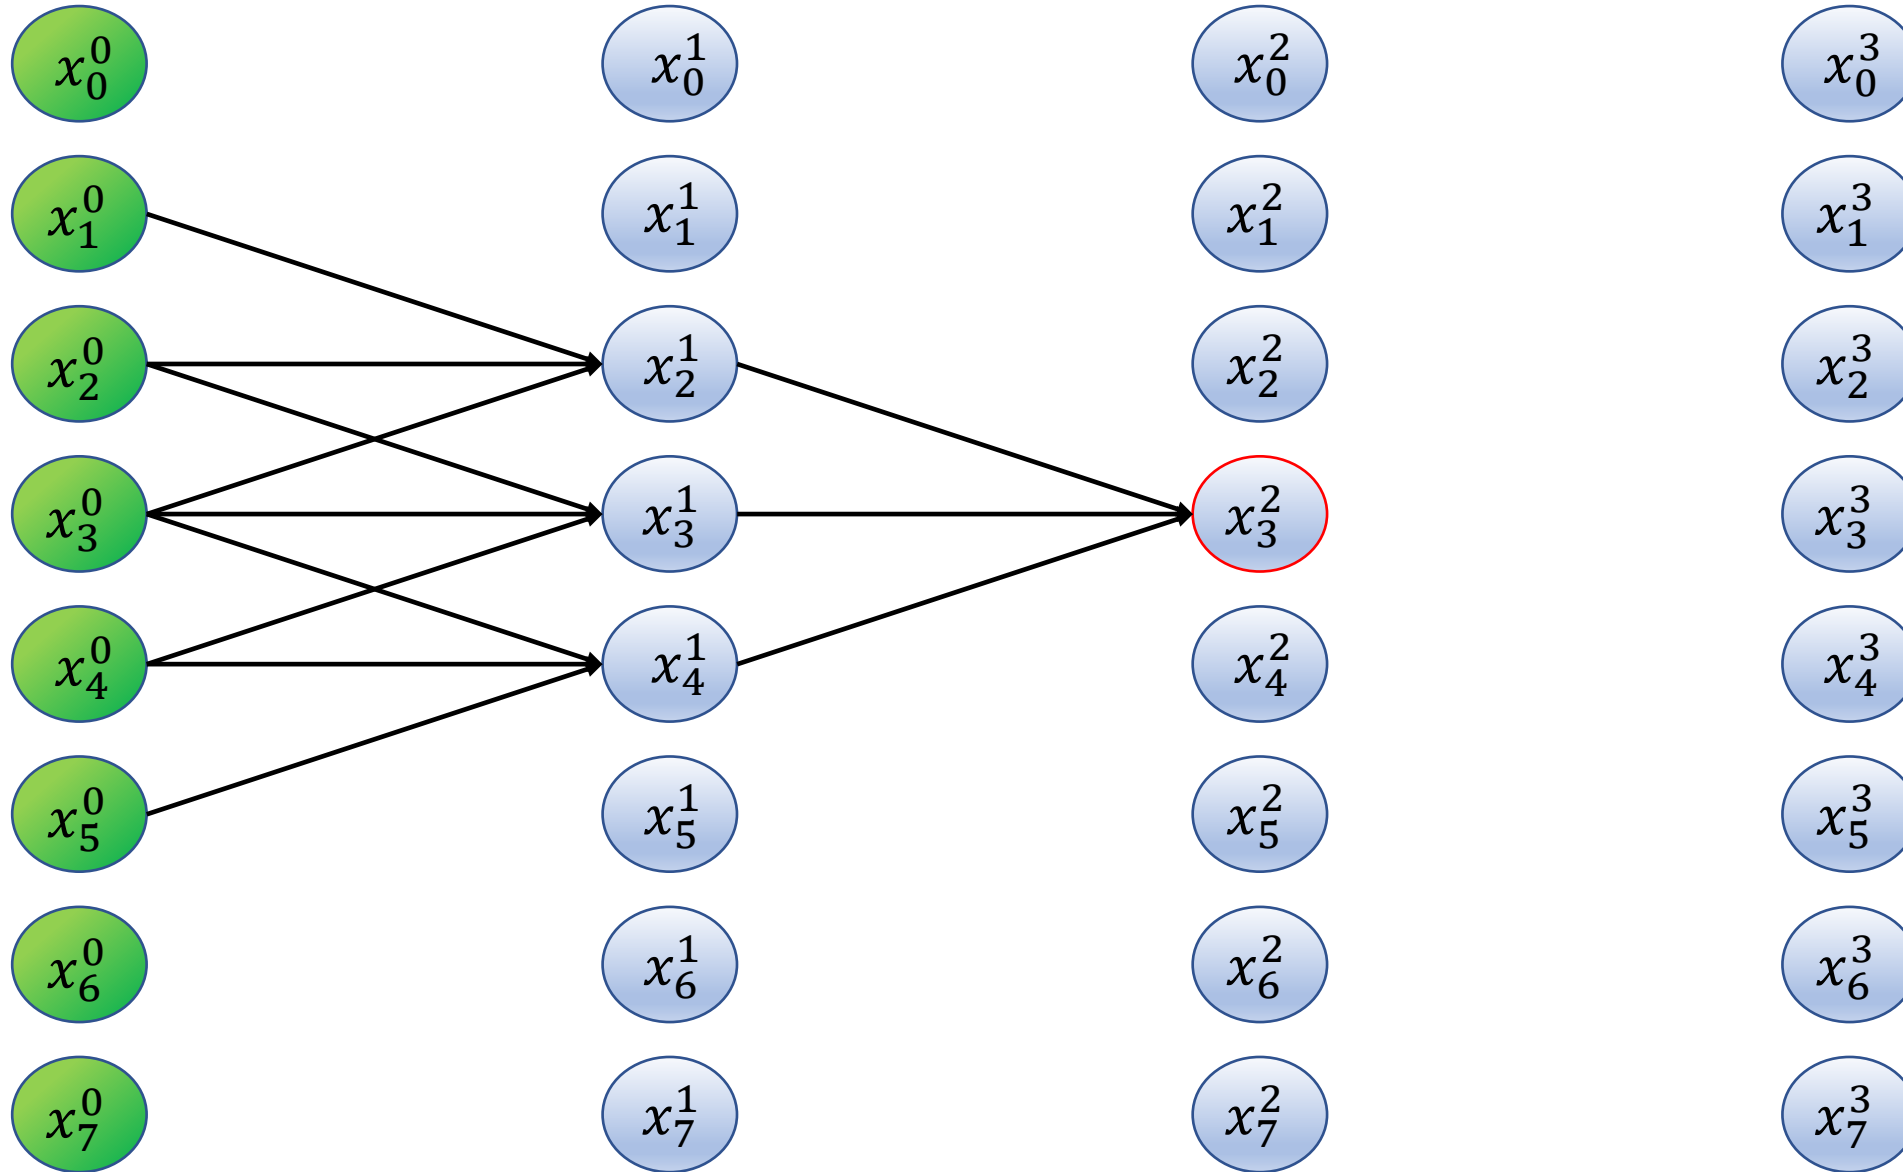 x_0^0 x_0^1 x_0^2 x_0^3
x_1^0 x_1^1 x_1^2 x_1^3
x_2^0 x_2^1 x_2^2 x_2^3
x_3^0 x_3^1 x_3^2 x_3^3
x_4^0 x_4^1 x_4^2 x_4^3
x_5^0 x_5^1 x_5^2 x_5^3
x_6^0 x_6^1 x_6^2 x_6^3
x_7^0 x_7^1 x_7^2 x_7^3